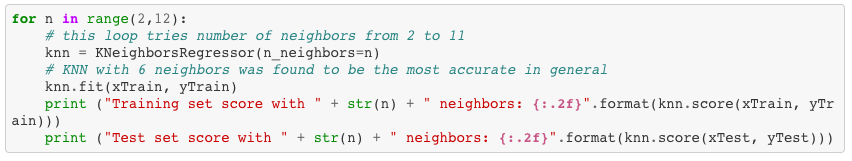 for n in range(2,12):
    # this loop tries number of neighbors from 2 to 11
    knn = KNeighborsRegressor(n_neighbors=n)
    # KNN with 6 neighbors was found to be the most accurate in general
    knn.fit(xTrain, yTrain)
    print ("Training set score with " + str(n) + " neighbors: {:.2f}".format(knn.score(xTrain, yTr
ain)))
    print ("Test set score with " + str(n) + " neighbors: {:.2f}".format(knn.score(xTest, yTest)))